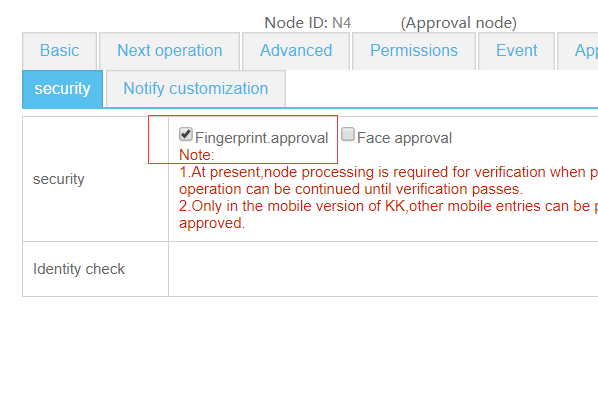 Node ID: N4 (Approval node)
Basic Next operation Advanced Permissions Event
security Notify customization
Fingerprint.approval Face approval
Note:
security
1.At present,node processing is required for verification when
operation can be continued until verification passes.
2.Only in the mobile version of KK,other mobile entries can be
approved.
Identity check